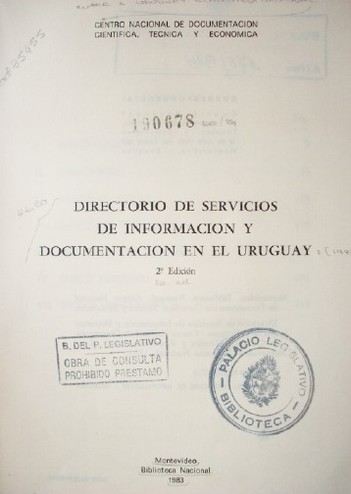 CENTRO NACIONAL DE DOCUMENTACION
CIENTIFICA, TECNICA Y ECONOMICA
190678
DIRECTORIO DE SERVICIOS
DE INFORMACION Y
DOCUMENTACION EN EL URUGUAY
2ª Edición
B. DEL P. LEGISLATIVO
OBRA DE CONSULTA
PROHIBIDO PRESTAMO
PALACIO LEGISLATIVO
BIBLIOTECA
Montevideo,
Biblioteca Nacional
1983